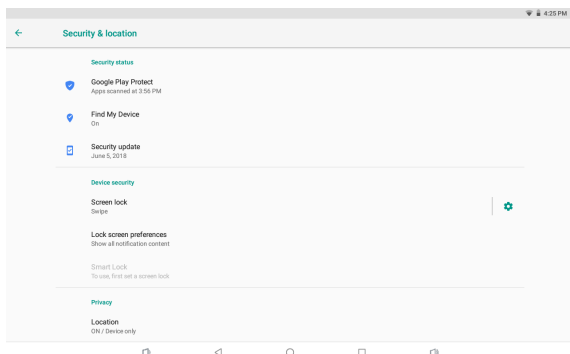 4:25 PM
Security & location
Security status
Google Play Protect
Apps scanned at 3:56 PM
Find My Device
On
Security update
June 5, 2018
Device security
Screen lock
Swipe
Lock screen preferences
Show all notification content
Smart Lock
To use, first set a screen lock
Privacy
Location
ON / Device only